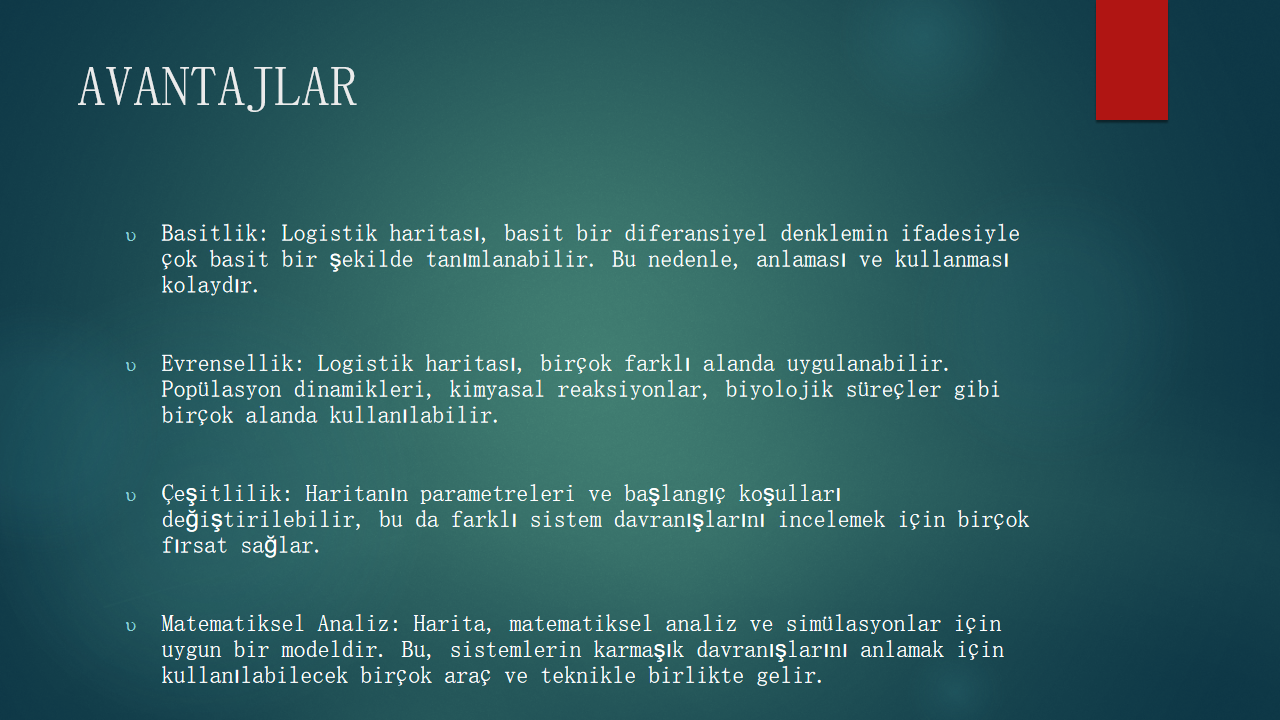 AVANTAJLAR
Basitlik: Logistik haritası, basit bir diferansiyel denklemin ifadesiyle
çok basit bir şekilde tanımlanabilir. Bu nedenle, anlaması ve kullanması
kolaydır.
Evrensellik: Logistik haritası, birçok farklı alanda uygulanabilir.
Popülasyon dinamikleri, kimyasal reaksiyonlar, biyolojik süreçler gibi
birçok alanda kullanılabilir.
Çeşitlilik: Haritanın parametreleri ve başlangıç koşulları
değiştirilebilir, bu da farklı sistem davranışlarını incelemek için birçok
fırsat sağlar.
Matematiksel Analiz: Harita, matematiksel analiz ve simülasyonlar için
uygun bir modeldir. Bu, sistemlerin karmaşık davranışlarını anlamak için
kullanılabilecek birçok araç ve teknikle birlikte gelir.